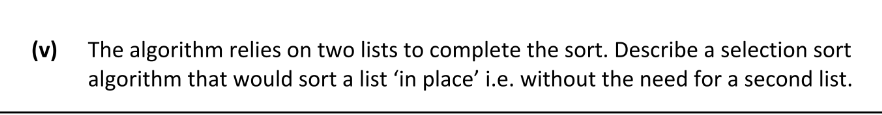 (v) The algorithm relies on two lists to complete the sort. Describe a selection sort
algorithm that would sort a list ‘in place’ i.e. without the need for a second list.